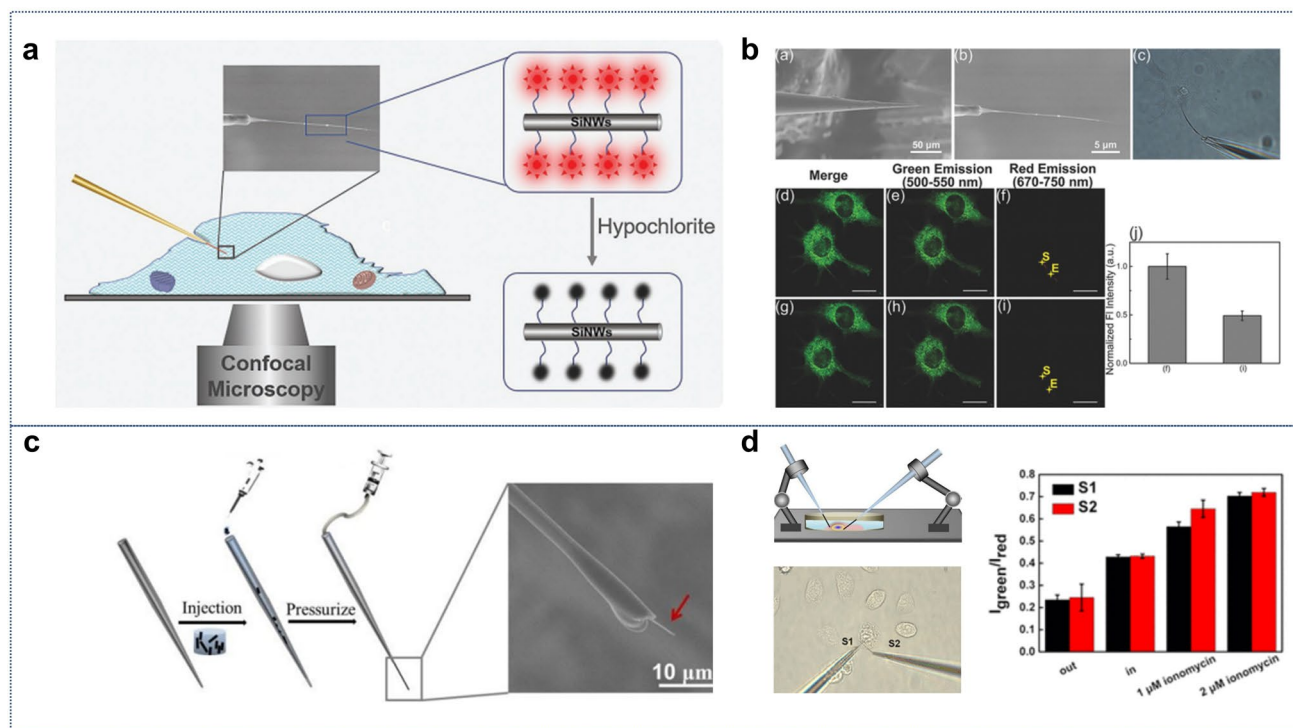 a
SiNWs
Hypochlorite
SiNWs
Confocal
Microscopy
b
(a)
50 μm
(b)
5 μm
(c)
Merge
Green Emission
(500-550 nm)
Red Emission
(670-750 nm)
(d)
(e)
(f)
S
E
(g)
(h)
(i)
S
E
(j)
Normalized FI Intensity (a.u.)
1.0
0.5
0.0
(f)
(i)
c
Injection
Pressurize
10 μm
d
S1
S2
Igreen/Ired
0.8
0.7
0.6
0.5
0.4
0.3
0.2
0.1
0.0
S1
S2
out
in
1 μM ionomycin
2 μM ionomycin